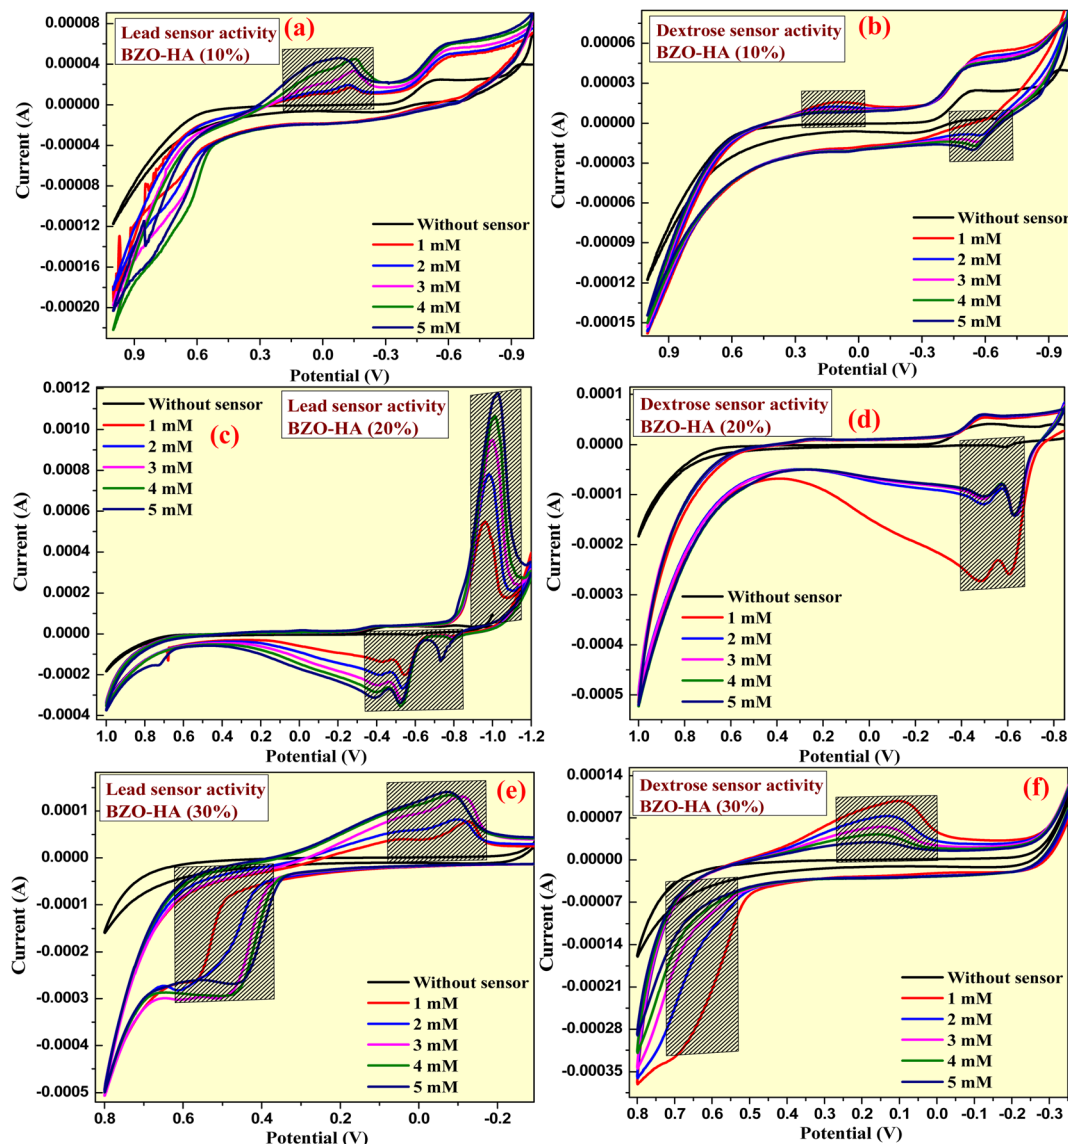 (a)
Lead sensor activity
BZO-HA (10%)
Current (A)
0.00008
0.00004
0.00000
-0.00004
-0.00008
-0.00012
-0.00016
-0.00020
Without sensor
1 mM
2 mM
3 mM
4 mM
5 mM
0.9 0.6 0.3 0.0 -0.3 -0.6 -0.9
Potential (V)
(b)
Dextrose sensor activity
BZO-HA (10%)
Current (A)
0.00006
0.00003
0.00000
-0.00003
-0.00006
-0.00009
-0.00012
-0.00015
Without sensor
1 mM
2 mM
3 mM
4 mM
5 mM
0.9 0.6 0.3 0.0 -0.3 -0.6 -0.9
Potential (V)
(c)
Lead sensor activity
BZO-HA (20%)
Without sensor
1 mM
2 mM
3 mM
4 mM
5 mM
Current (A)
0.0012
0.0010
0.0008
0.0006
0.0004
0.0002
0.0000
-0.0002
-0.0004
1.0 0.8 0.6 0.4 0.2 0.0 -0.2 -0.4 -0.6 -0.8 -1.0 -1.2
Potential (V)
(d)
Dextrose sensor activity
BZO-HA (20%)
Current (A)
0.0001
0.0000
-0.0001
-0.0002
-0.0003
-0.0004
-0.0005
Without sensor
1 mM
2 mM
3 mM
4 mM
5 mM
1.0 0.8 0.6 0.4 0.2 0.0 -0.2 -0.4 -0.6 -0.8
Potential (V)
(e)
Lead sensor activity
BZO-HA (30%)
Current (A)
0.0001
0.0000
-0.0001
-0.0002
-0.0003
-0.0004
-0.0005
Without sensor
1 mM
2 mM
3 mM
4 mM
5 mM
0.8 0.6 0.4 0.2 0.0 -0.2
Potential (V)
(f)
Dextrose sensor activity
BZO-HA (30%)
Current (A)
0.00014
0.00007
0.00000
-0.00007
-0.00014
-0.00021
-0.00028
-0.00035
Without sensor
1 mM
2 mM
3 mM
4 mM
5 mM
0.8 0.7 0.6 0.5 0.4 0.3 0.2 0.1 0.0 -0.1 -0.2 -0.3
Potential (V)